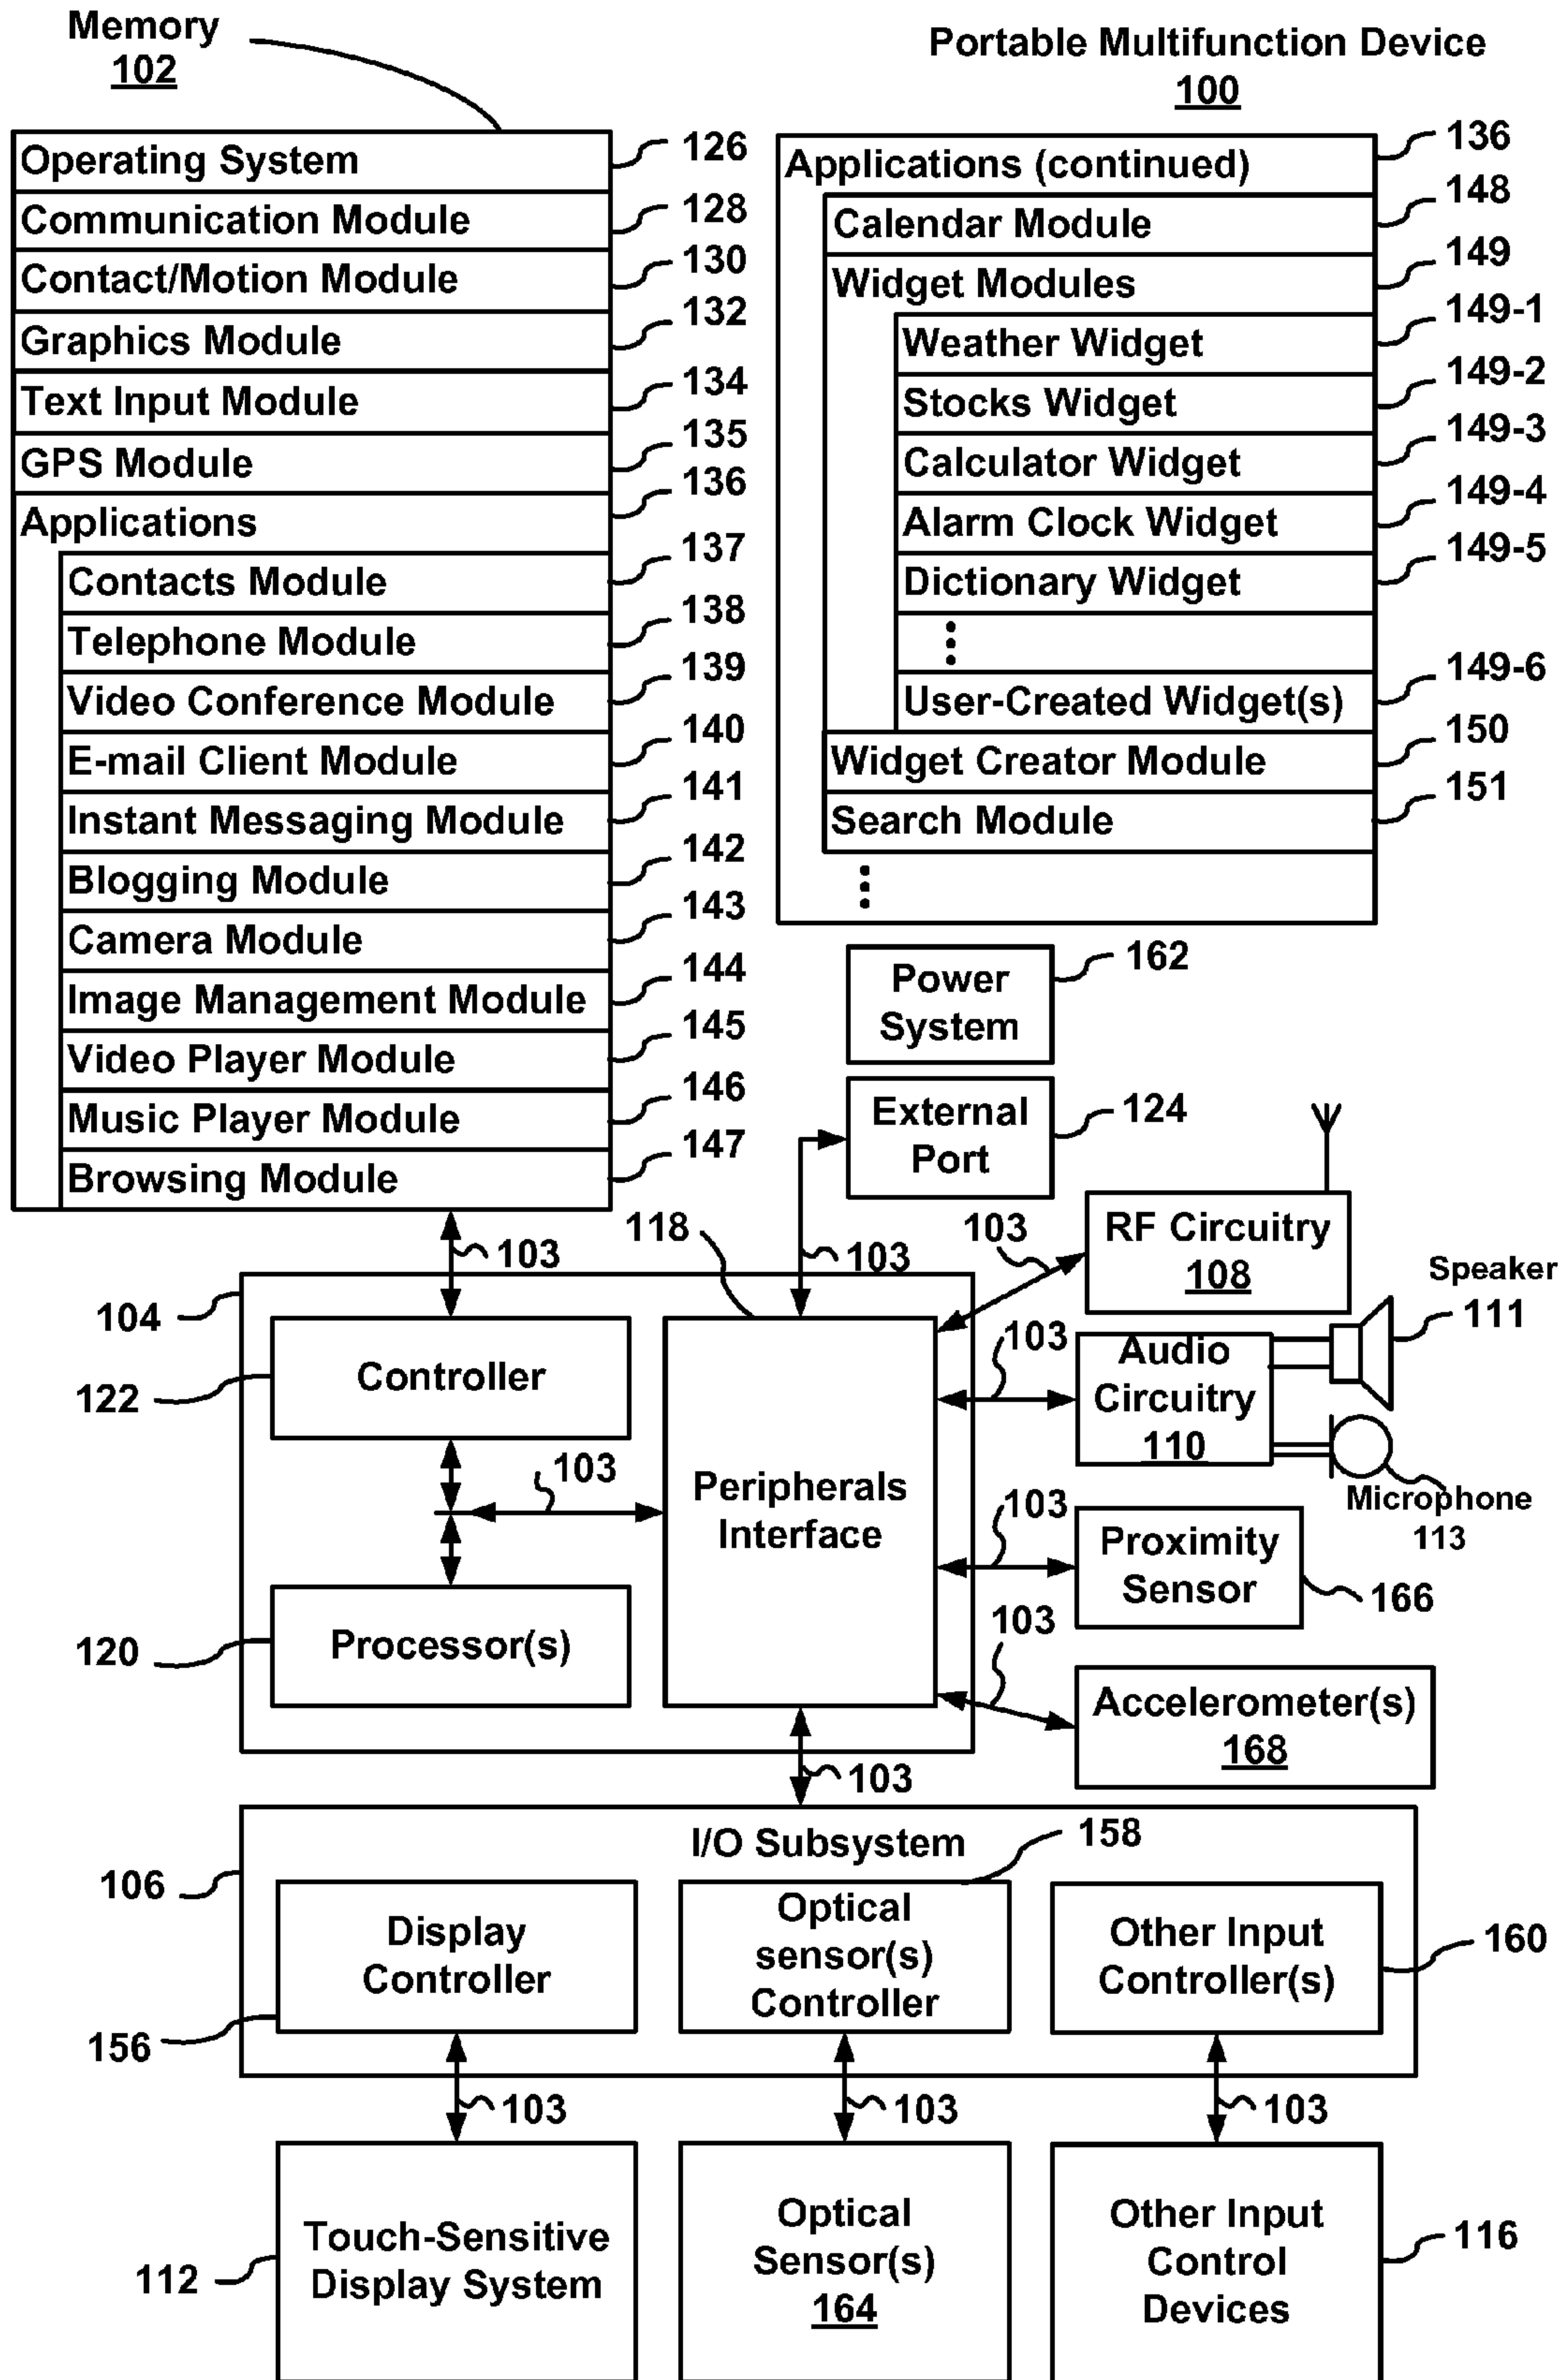 Memory
102
Portable Multifunction Device
100
Operating System
126
Communication Module
128
Contact/Motion Module
130
Graphics Module
132
Text Input Module
134
GPS Module
135
Applications
136
Contacts Module
137
Telephone Module
138
Video Conference Module
139
E-mail Client Module
140
Instant Messaging Module
141
Blogging Module
142
Camera Module
143
Image Management Module
144
Video Player Module
145
Music Player Module
146
Browsing Module
147
Applications (continued)
136
Calendar Module
148
Widget Modules
149
Weather Widget
149-1
Stocks Widget
149-2
Calculator Widget
149-3
Alarm Clock Widget
149-4
Dictionary Widget
149-5
User-Created Widget(s)
149-6
Widget Creator Module
150
Search Module
151
Power
System
162
External
Port
124
103
118
103
103
RF Circuitry
108
Speaker
111
104
Controller
122
103
Audio
Circuitry
110
103
Peripherals
Interface
Microphone
113
103
Proximity
Sensor
166
Processor(s)
120
103
Accelerometer(s)
168
103
I/O Subsystem
158
106
Display
Controller
156
Optical
sensor(s)
Controller
Other Input
Controller(s)
160
103
103
103
Touch-Sensitive
Display System
112
Optical
Sensor(s)
164
Other Input
Control
Devices
116